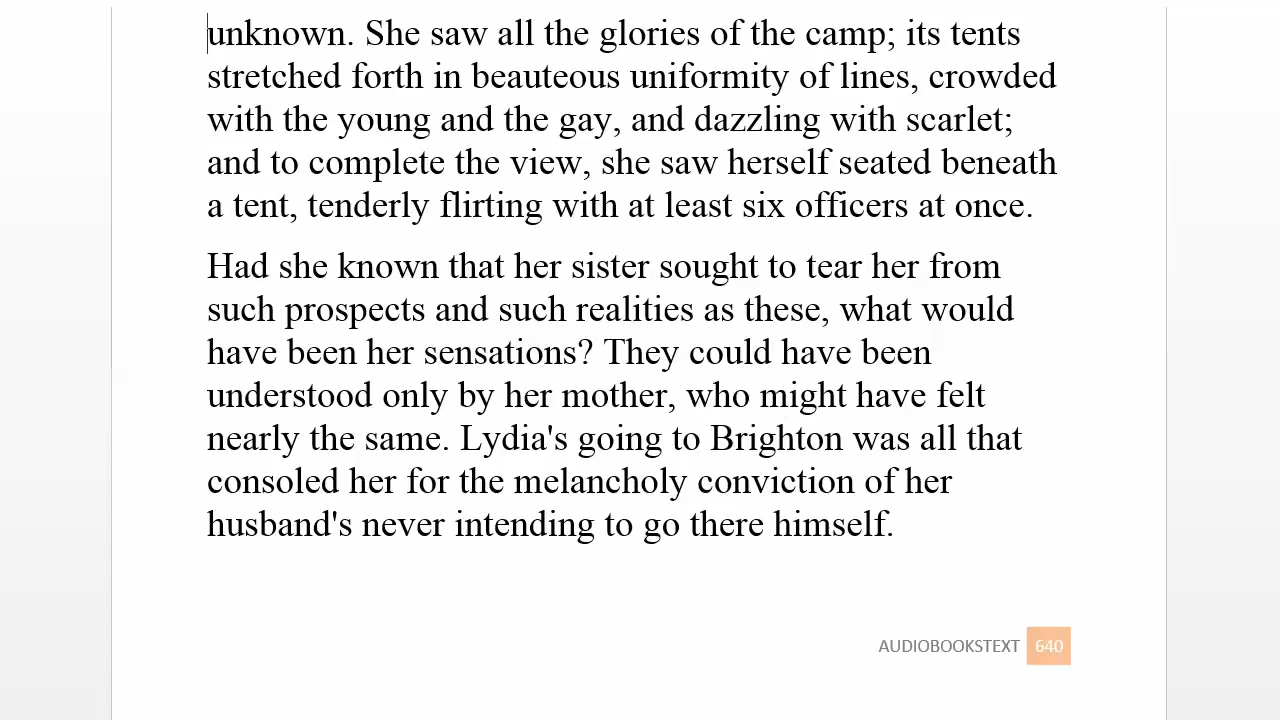 unknown. She saw all the glories of the camp; its tents
stretched forth in beauteous uniformity of lines, crowded
with the young and the gay, and dazzling with scarlet;
and to complete the view, she saw herself seated beneath
a tent, tenderly flirting with at least six officers at once.
Had she known that her sister sought to tear her from
such prospects and such realities as these, what would
have been her sensations? They could have been
understood only by her mother, who might have felt
nearly the same. Lydia's going to Brighton was all that
consoled her for the melancholy conviction of her
husband's never intending to go there himself.
AUDIOBOOKSTEXT 640